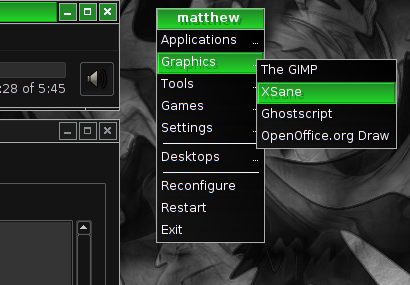 matthew
Applications ...
Graphics ...
Tools ...
Games ...
Settings ...
Desktops ...
Reconfigure
Restart
Exit
The GIMP
XSane
Ghostscript
OpenOffice.org Draw
:28 of 5:45